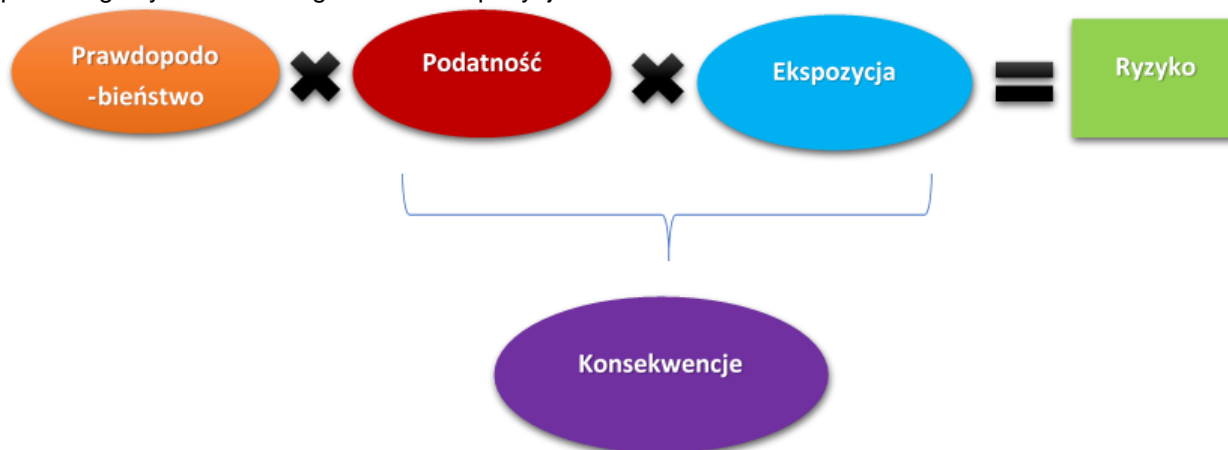 Prawdopodo
-bieństwo
Podatność
Ekspozycja
Ryzyko
Konsekwencje